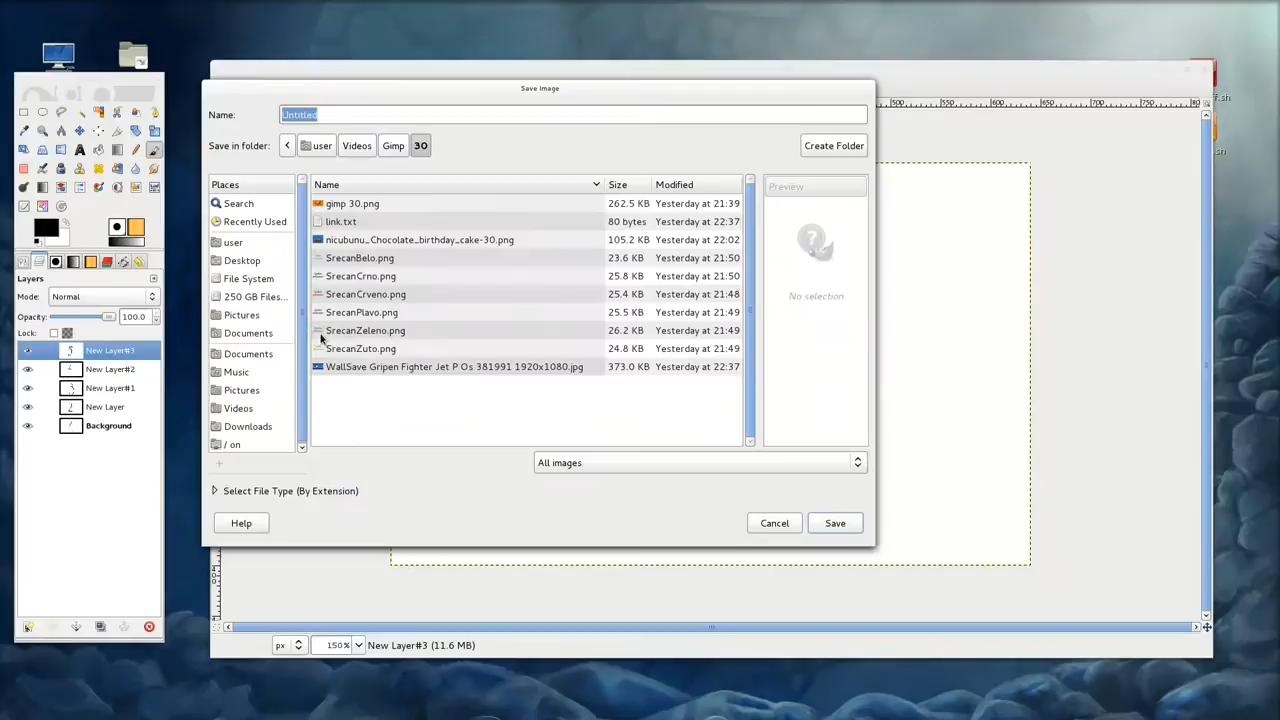 Save Image
Name: Untitled
Save in folder: user Videos Gimp 30 Create Folder
Places
Search
Recently Used
user
Desktop
File System
250 GB Files...
Pictures
Documents
Documents
Music
Pictures
Videos
Downloads
/ on
Name Size Modified
gimp 30.png 262.5 KB Yesterday at 21:39
link.txt 80 bytes Yesterday at 22:37
nicubunu_Chocolate_birthday_cake-30.png 105.2 KB Yesterday at 22:02
SrecanBelo.png 23.6 KB Yesterday at 21:50
SrecanCrno.png 25.8 KB Yesterday at 21:50
SrecanCrveno.png 25.4 KB Yesterday at 21:48
SrecanPlavo.png 25.5 KB Yesterday at 21:49
SrecanZeleno.png 26.2 KB Yesterday at 21:49
SrecanZuto.png 24.8 KB Yesterday at 21:49
WallSave Gripen Fighter Jet P Os 381991 1920x1080.jpg 373.0 KB Yesterday at 22:37
Preview
No selection
All images
Select File Type (By Extension)
Help Cancel Save
Layers
Mode: Normal
Opacity: 100.0
Lock:
New Layer#3
New Layer#2
New Layer#1
New Layer
Background
500 550 600 650 700 750 80
.sh
px 150% New Layer#3 (11.6 MB)